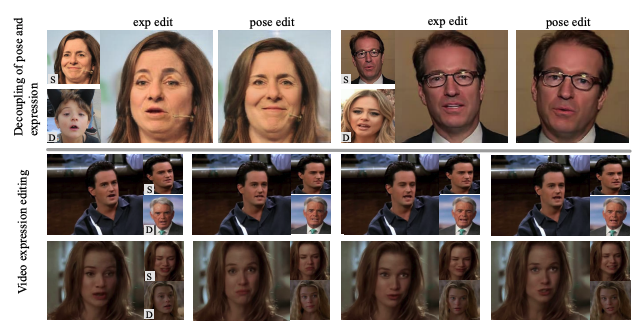 exp edit
pose edit
exp edit
pose edit
Decoupling of pose and
expression
S
D
S
D
Video expression editing
S
D
S
D